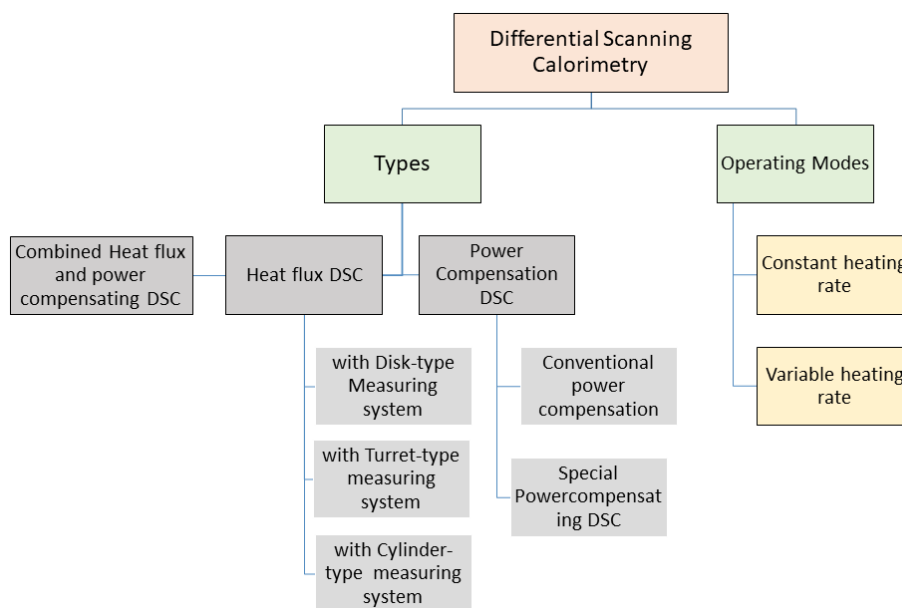 Differential Scanning
Calorimetry
Types
Operating Modes
Combined Heat flux
and power
compensating DSC
Heat flux DSC
Power
Compensation
DSC
Constant heating
rate
with Disk-type
Measuring
system
Conventional
power
compensation
Variable heating
rate
with Turret-type
measuring
system
Special
Powercompensat
ing DSC
with Cylinder-
type measuring
system